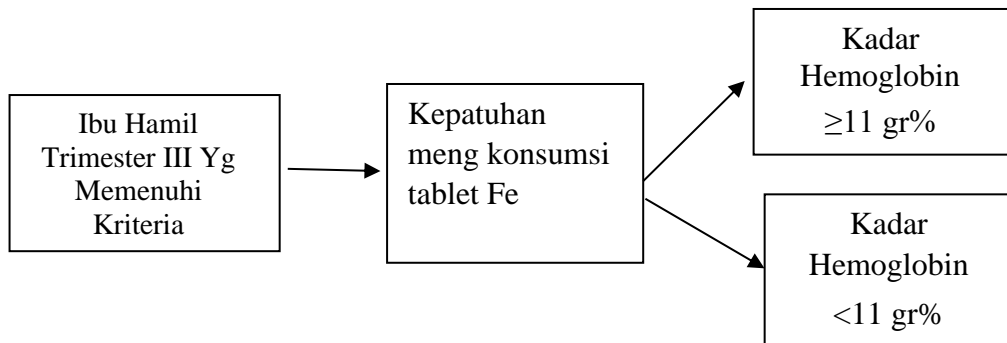 Ibu Hamil
Trimester III Yg
Memenuhi
Kriteria
Kepatuhan
meng konsumsi
tablet Fe
Kadar
Hemoglobin
≥11 gr%
Kadar
Hemoglobin
<11 gr%